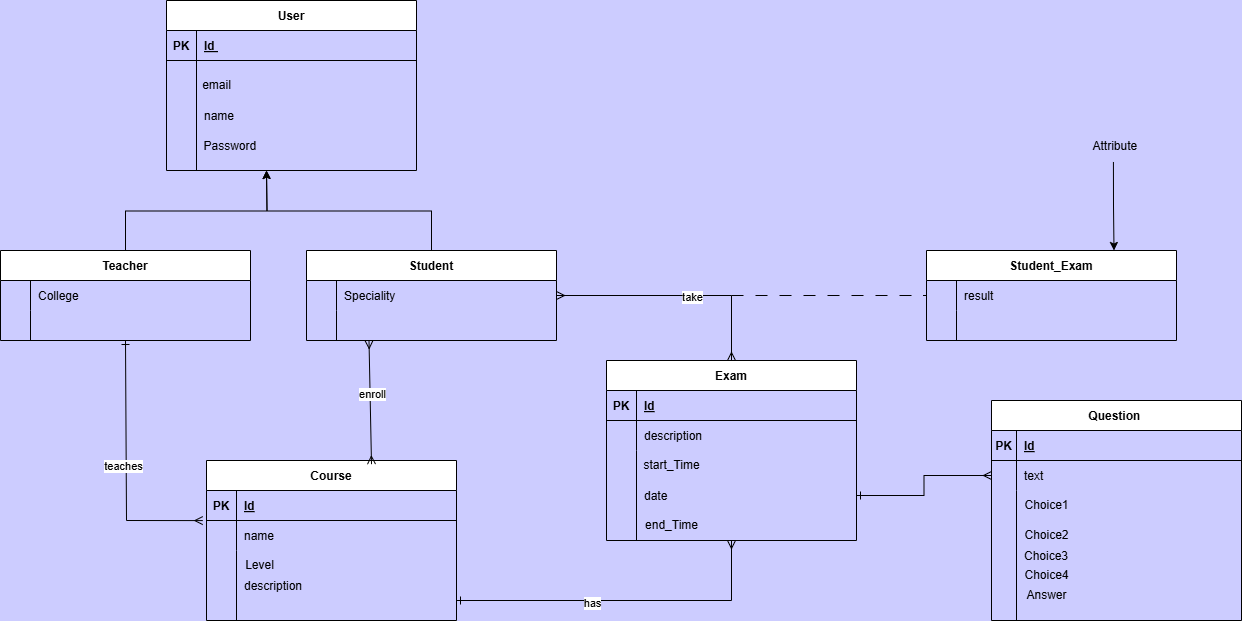 User
PK Id
email
name
Password
Attribute
Teacher
College
Student
Speciality
take
Student_Exam
result
enroll
teaches
Exam
PK Id
description
start_Time
date
end_Time
Question
PK Id
text
Choice1
Choice2
Choice3
Choice4
Answer
Course
PK Id
name
Level
description
has